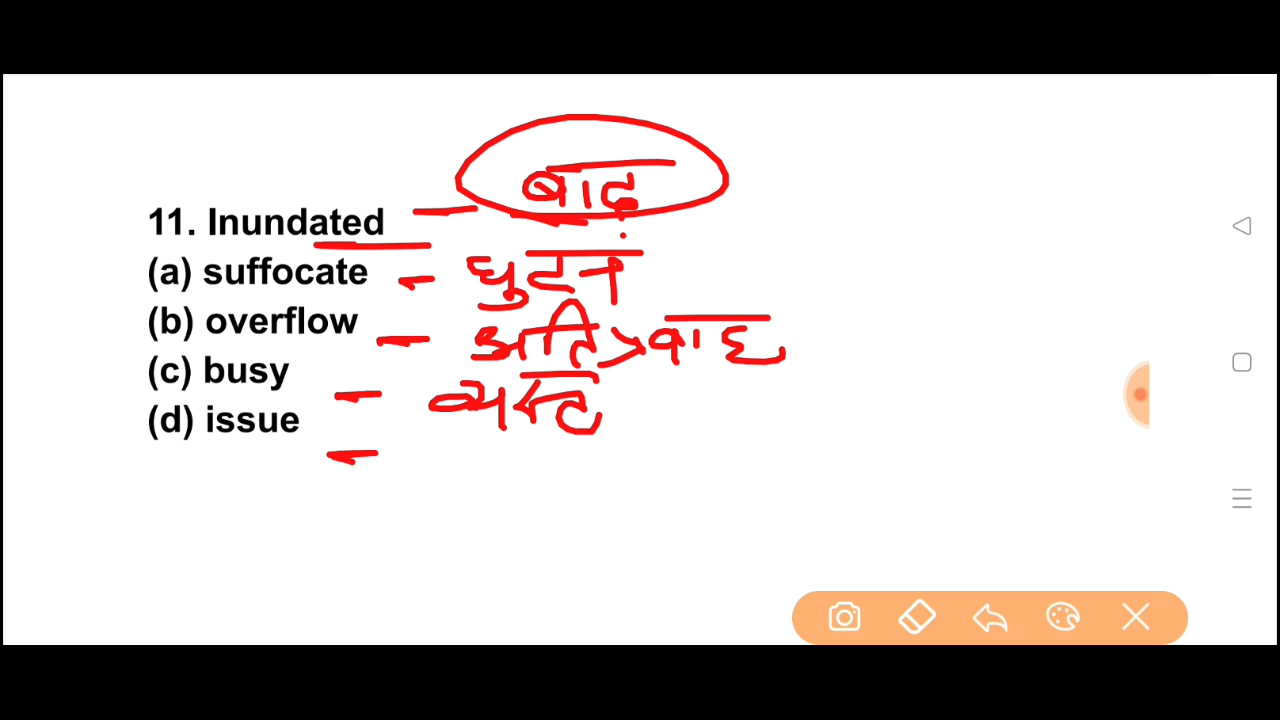 बाढ़
11. Inundated
(a) suffocate - घुटन
(b) overflow - अति प्रवाह
(c) busy - व्यस्त
(d) issue -